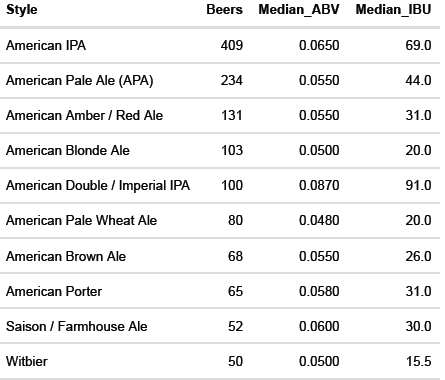 Style Beers Median_ABV Median_IBU
American IPA 409 0.0650 69.0
American Pale Ale (APA) 234 0.0550 44.0
American Amber / Red Ale 131 0.0550 31.0
American Blonde Ale 103 0.0500 20.0
American Double / Imperial IPA 100 0.0870 91.0
American Pale Wheat Ale 80 0.0480 20.0
American Brown Ale 68 0.0550 26.0
American Porter 65 0.0580 31.0
Saison / Farmhouse Ale 52 0.0600 30.0
Witbier 50 0.0500 15.5